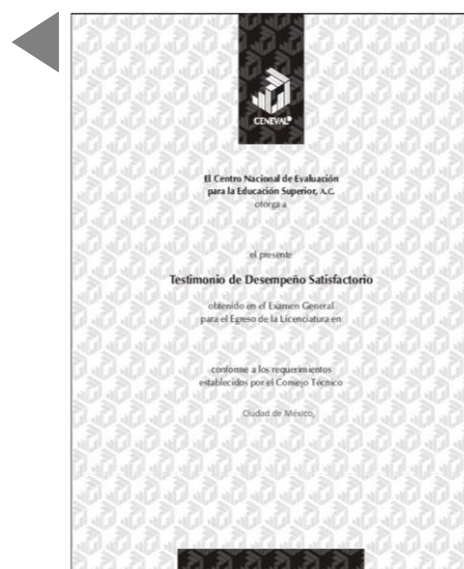 CENEVAL®
El Centro Nacional de Evaluación
para la Educación Superior, A.C.
otorga a
el presente
Testimonio de Desempeño Satisfactorio
obtenido en el Examen General
para el Egreso de la Licenciatura en
conforme a los requerimientos
establecidos por el Consejo Técnico
Ciudad de México,